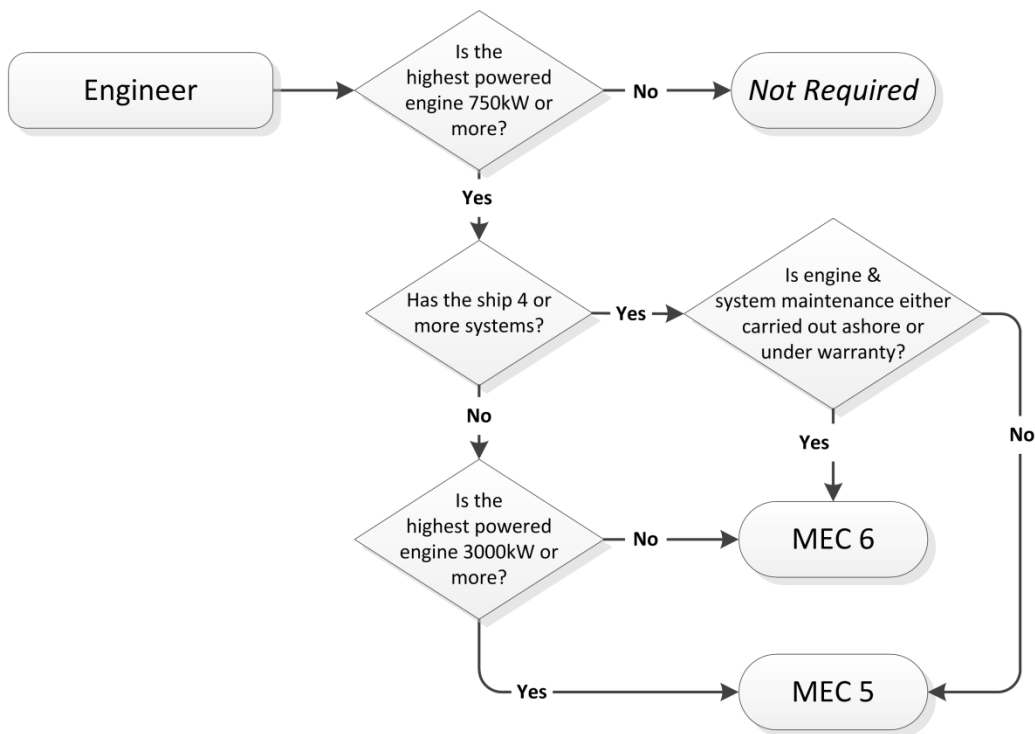 Engineer
Is the
highest powered
engine 750kW or
more?
No
Not Required
Yes
Has the ship 4 or
more systems?
Yes
Is engine &
system maintenance either
carried out ashore or
under warranty?
No
Yes
No
Is the
highest powered
engine 3000kW or
more?
No
MEC 6
Yes
MEC 5